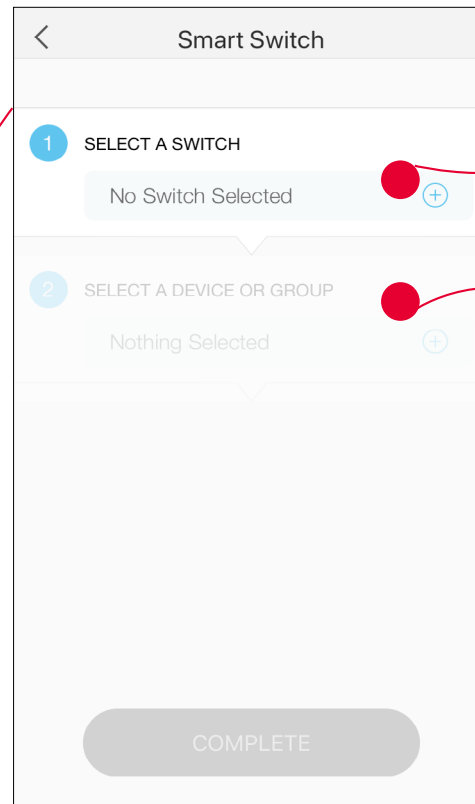 Smart Switch
1 SELECT A SWITCH
No Switch Selected
2 SELECT A DEVICE OR GROUP
Nothing Selected
COMPLETE